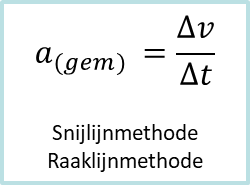 a(gem) = Δv/Δt
Snijlijnmethode
Raaklijnmethode